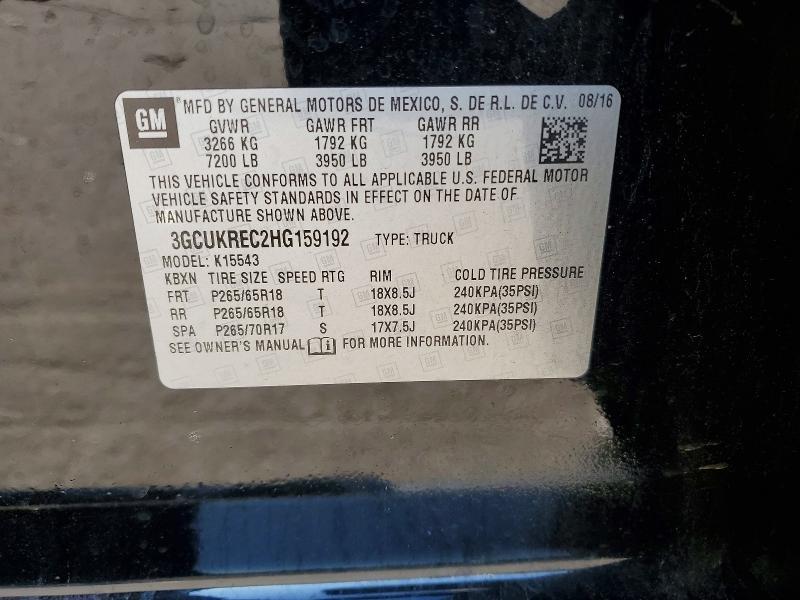 GM ®MFD BY GENERAL MOTORS DE MEXICO, S. DE R.L. DE C.V. 08/16
GVWR GAWR FRT GAWR RR
3266 KG 1792 KG 1792 KG
7200 LB 3950 LB 3950 LB
THIS VEHICLE CONFORMS TO ALL APPLICABLE U.S. FEDERAL MOTOR
VEHICLE SAFETY STANDARDS IN EFFECT ON THE DATE OF
MANUFACTURE SHOWN ABOVE.
3GCUKREC2HG159192 TYPE: TRUCK
MODEL: K15543
KBXN TIRE SIZE SPEED RTG RIM COLD TIRE PRESSURE
FRT P265/65R18 T 18X8.5J 240KPA(35PSI)
RR P265/65R18 T 18X8.5J 240KPA(35PSI)
SPA P265/70R17 S 17X7.5J 240KPA(35PSI)
SEE OWNER'S MANUAL FOR MORE INFORMATION.